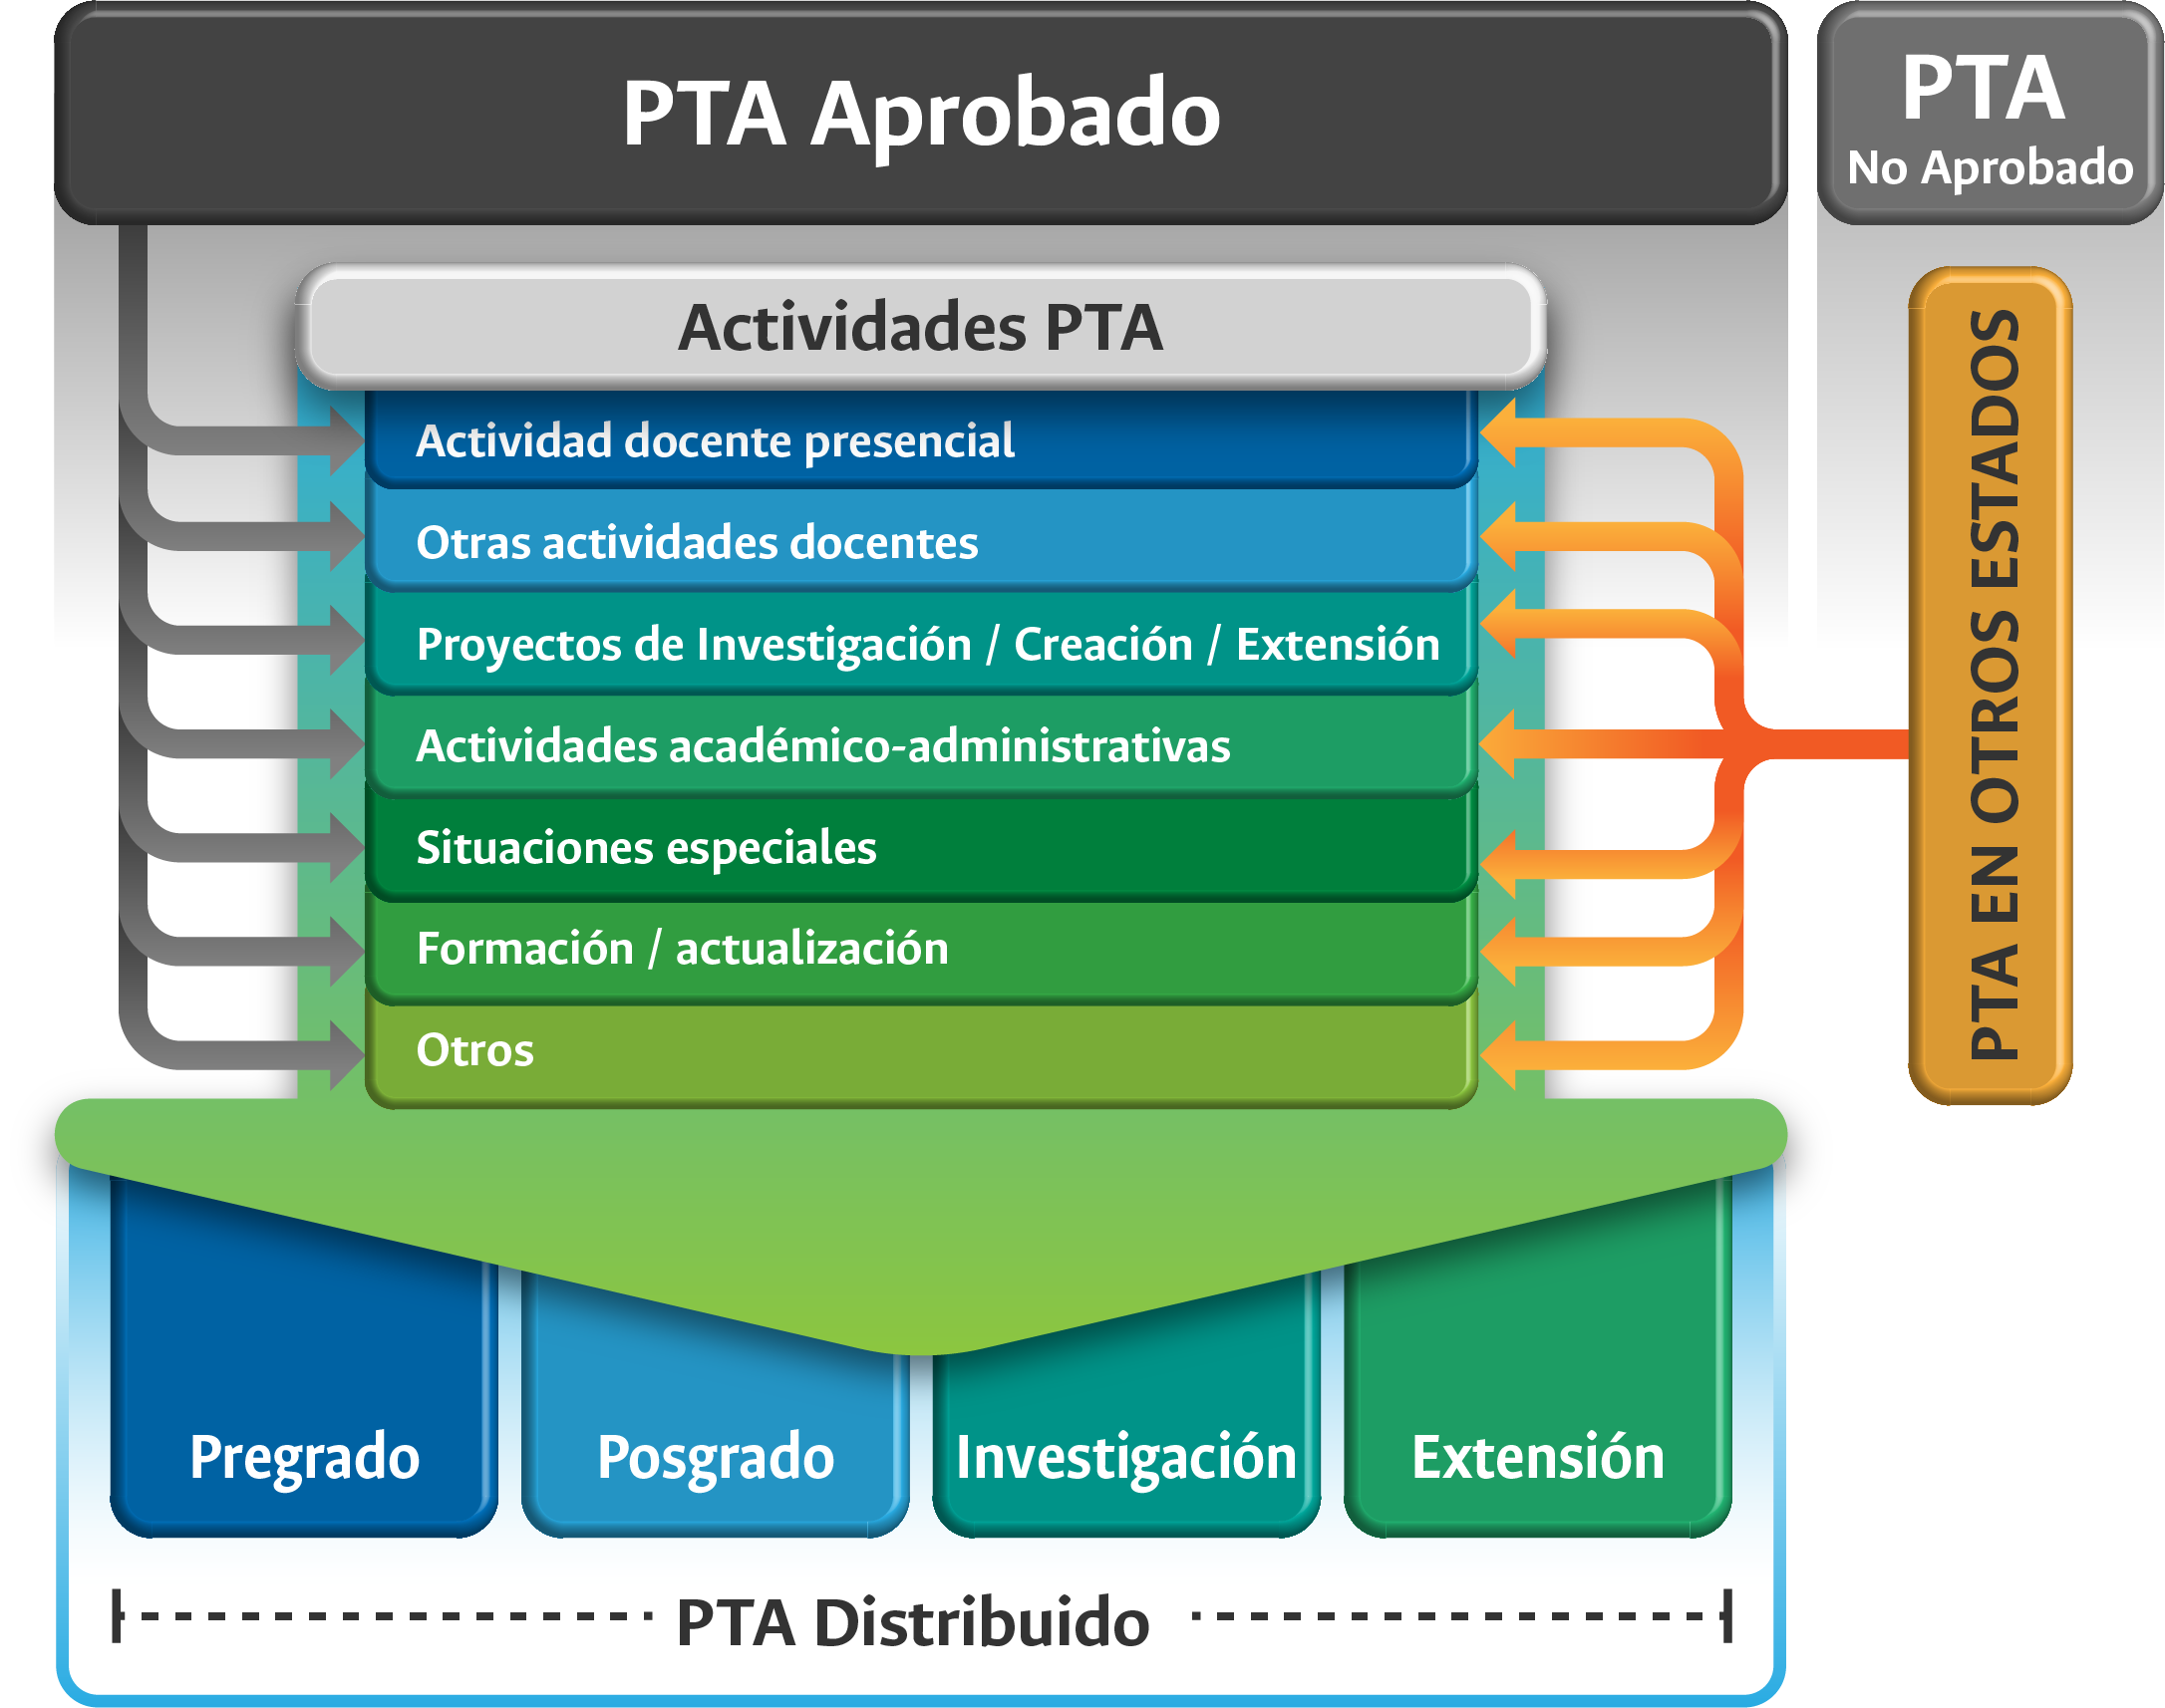 PTA Aprobado
PTA
No Aprobado
Actividades PTA
Actividad docente presencial
Otras actividades docentes
Proyectos de Investigación / Creación / Extensión
Actividades académico-administrativas
Situaciones especiales
Formación / actualización
Otros
PTA EN OTROS ESTADOS
Pregrado
Posgrado
Investigación
Extensión
PTA Distribuido